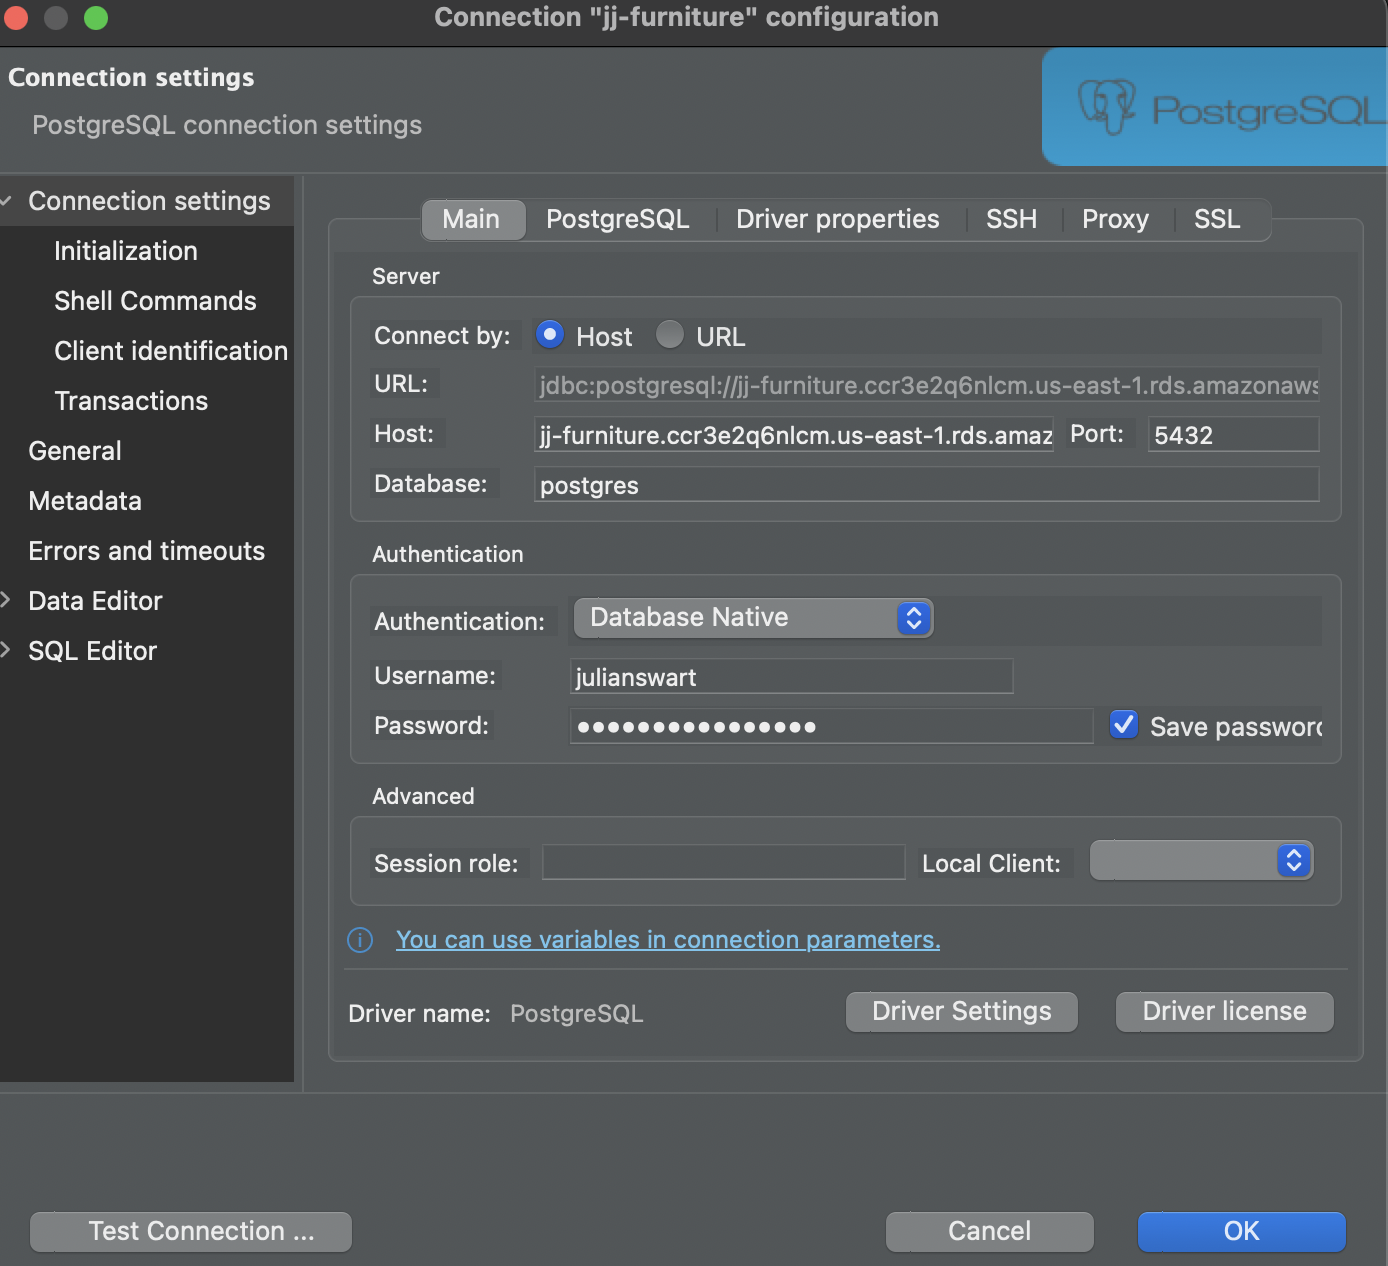 Connection "jj-furniture" configuration
Connection settings
PostgreSQL connection settings
PostgreSQL
Connection settings
Initialization
Shell Commands
Client identification
Transactions
General
Metadata
Errors and timeouts
Data Editor
SQL Editor
Main PostgreSQL Driver properties SSH Proxy SSL
Server
Connect by: Host URL
URL: jdbc:postgresql://jj-furniture.ccr3e2q6nlcm.us-east-1.rds.amazonaws
Host: jj-furniture.ccr3e2q6nlcm.us-east-1.rds.amaz Port: 5432
Database: postgres
Authentication
Authentication: Database Native
Username: julianswart
Password: ●●●●●●●●●●●●●●●● Save password
Advanced
Session role: Local Client:
You can use variables in connection parameters.
Driver name: PostgreSQL Driver Settings Driver license
Test Connection ... Cancel OK